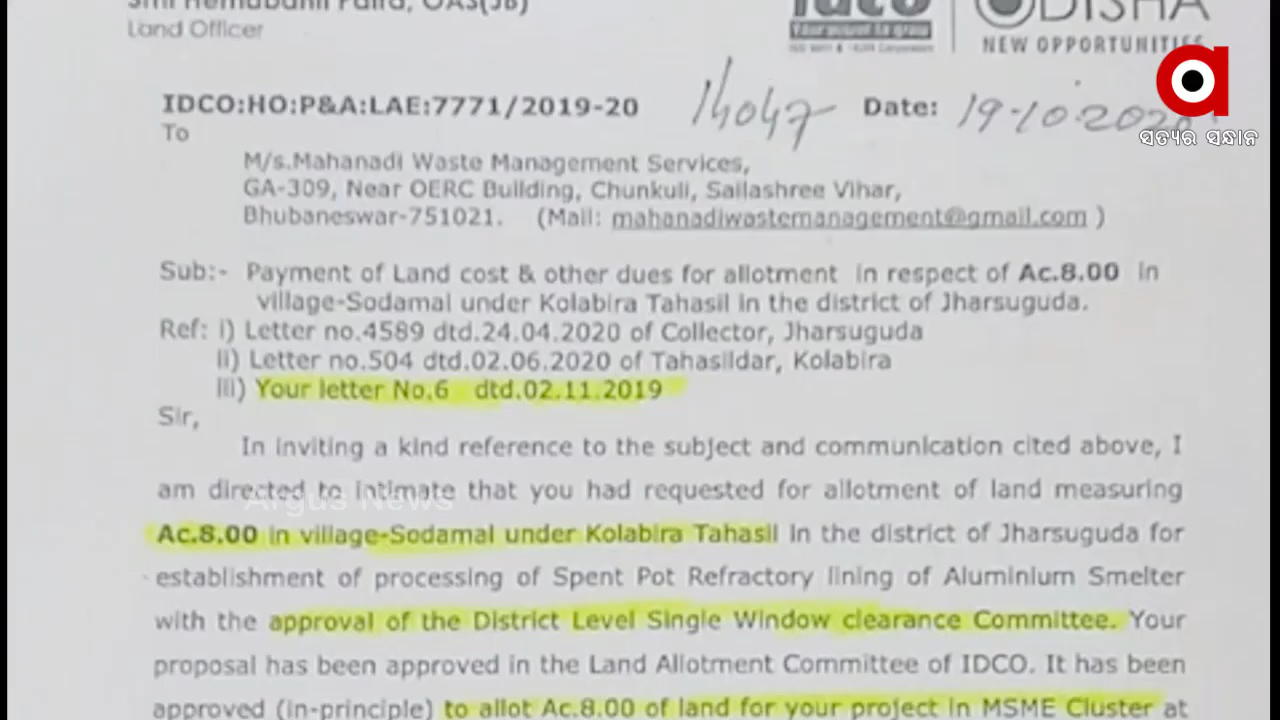 Land Officer
idco
ODISHA
NEW OPPORTUNITIES
ସତ୍ୟର ସନ୍ଧାନ
IDCO:HO:P&A:LAE:7771/2019-20 14047 Date: 19-10-2020
To
M/s.Mahanadi Waste Management Services,
GA-309, Near OERC Building, Chunkuli, Sailashree Vihar,
Bhubaneswar-751021. (Mail: mahanadiwastemanagement@gmail.com )
Sub:- Payment of Land cost & other dues for allotment in respect of Ac.8.00 in
village-Sodamal under Kolabira Tahasil in the district of Jharsuguda.
Ref: i) Letter no.4589 dtd.24.04.2020 of Collector, Jharsuguda
ii) Letter no.504 dtd.02.06.2020 of Tahasildar, Kolabira
iii) Your letter No.6 dtd.02.11.2019
Sir,
In inviting a kind reference to the subject and communication cited above, I
am directed to intimate that you had requested for allotment of land measuring
Argus News
Ac.8.00 in village-Sodamal under Kolabira Tahasil in the district of Jharsuguda for
establishment of processing of Spent Pot Refractory lining of Aluminium Smelter
with the approval of the District Level Single Window clearance Committee. Your
proposal has been approved in the Land Allotment Committee of IDCO. It has been
approved (in-principle) to allot Ac.8.00 of land for your project in MSME Cluster at